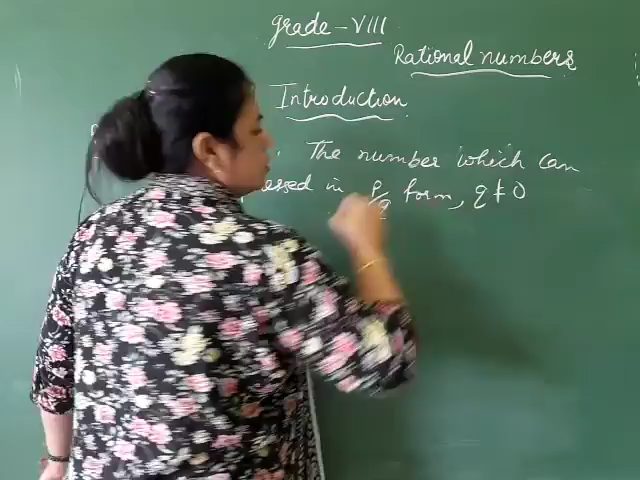 grade - VIII
Rational numbers
Introduction
The number which can
essed in p/q form, q ≠ 0